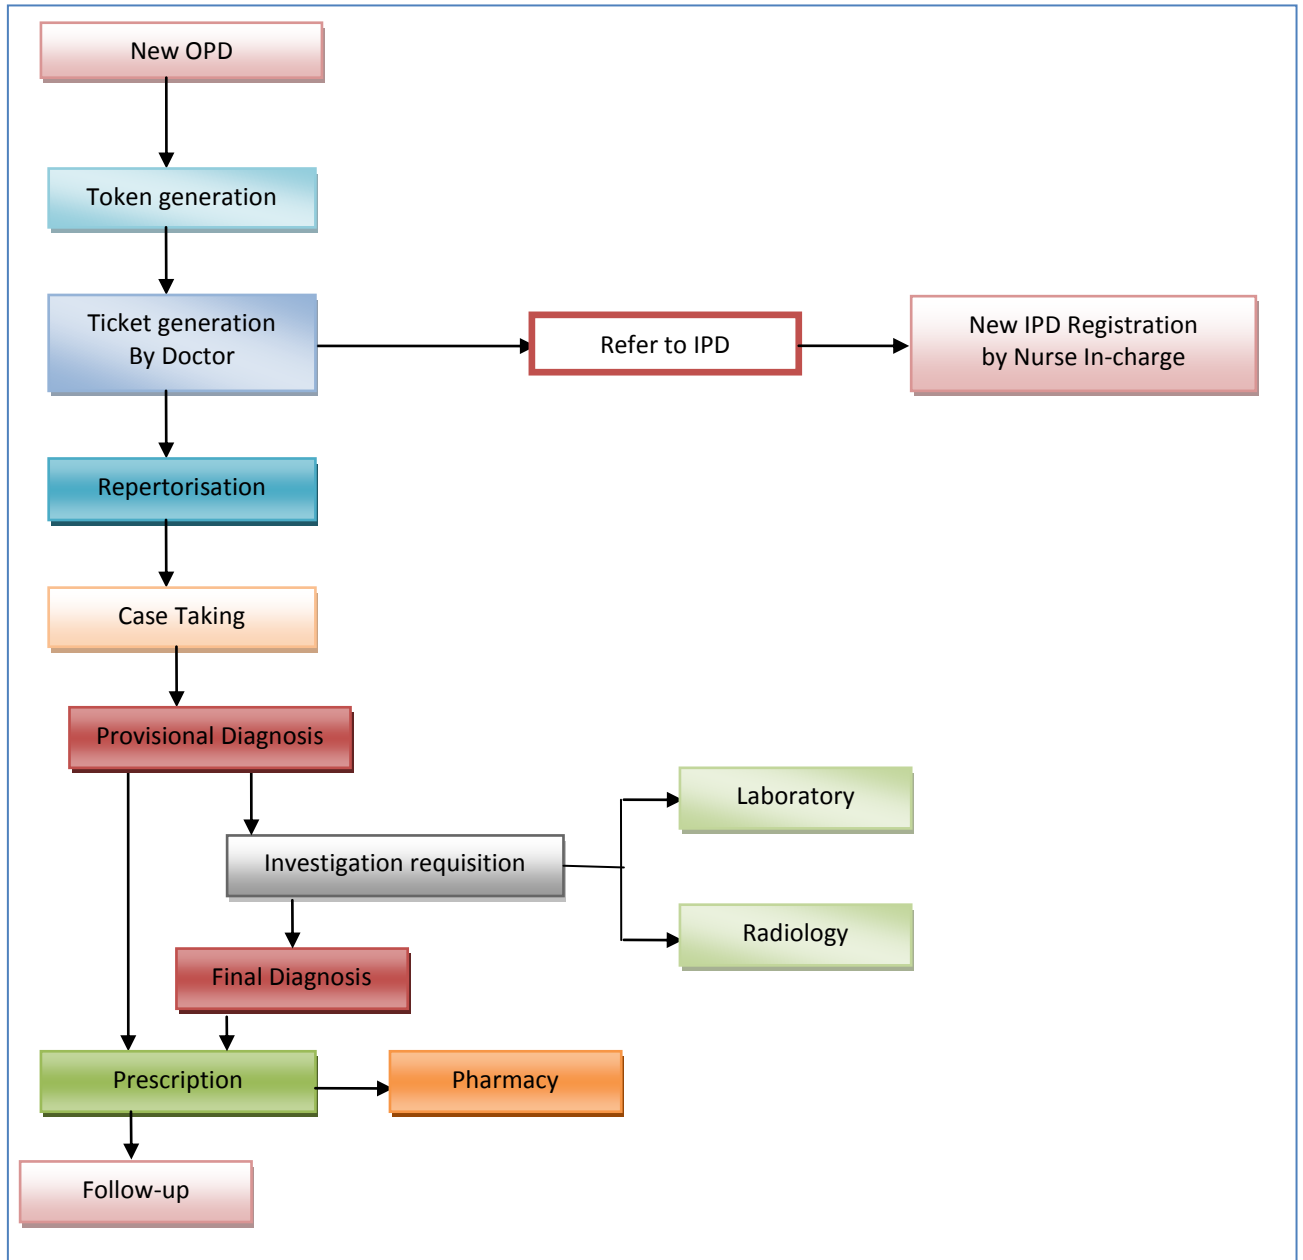 New OPD
Token generation
Ticket generation
By Doctor
Refer to IPD
New IPD Registration
by Nurse In-charge
Repertorisation
Case Taking
Provisional Diagnosis
Laboratory
Investigation requisition
Radiology
Final Diagnosis
Prescription
Pharmacy
Follow-up